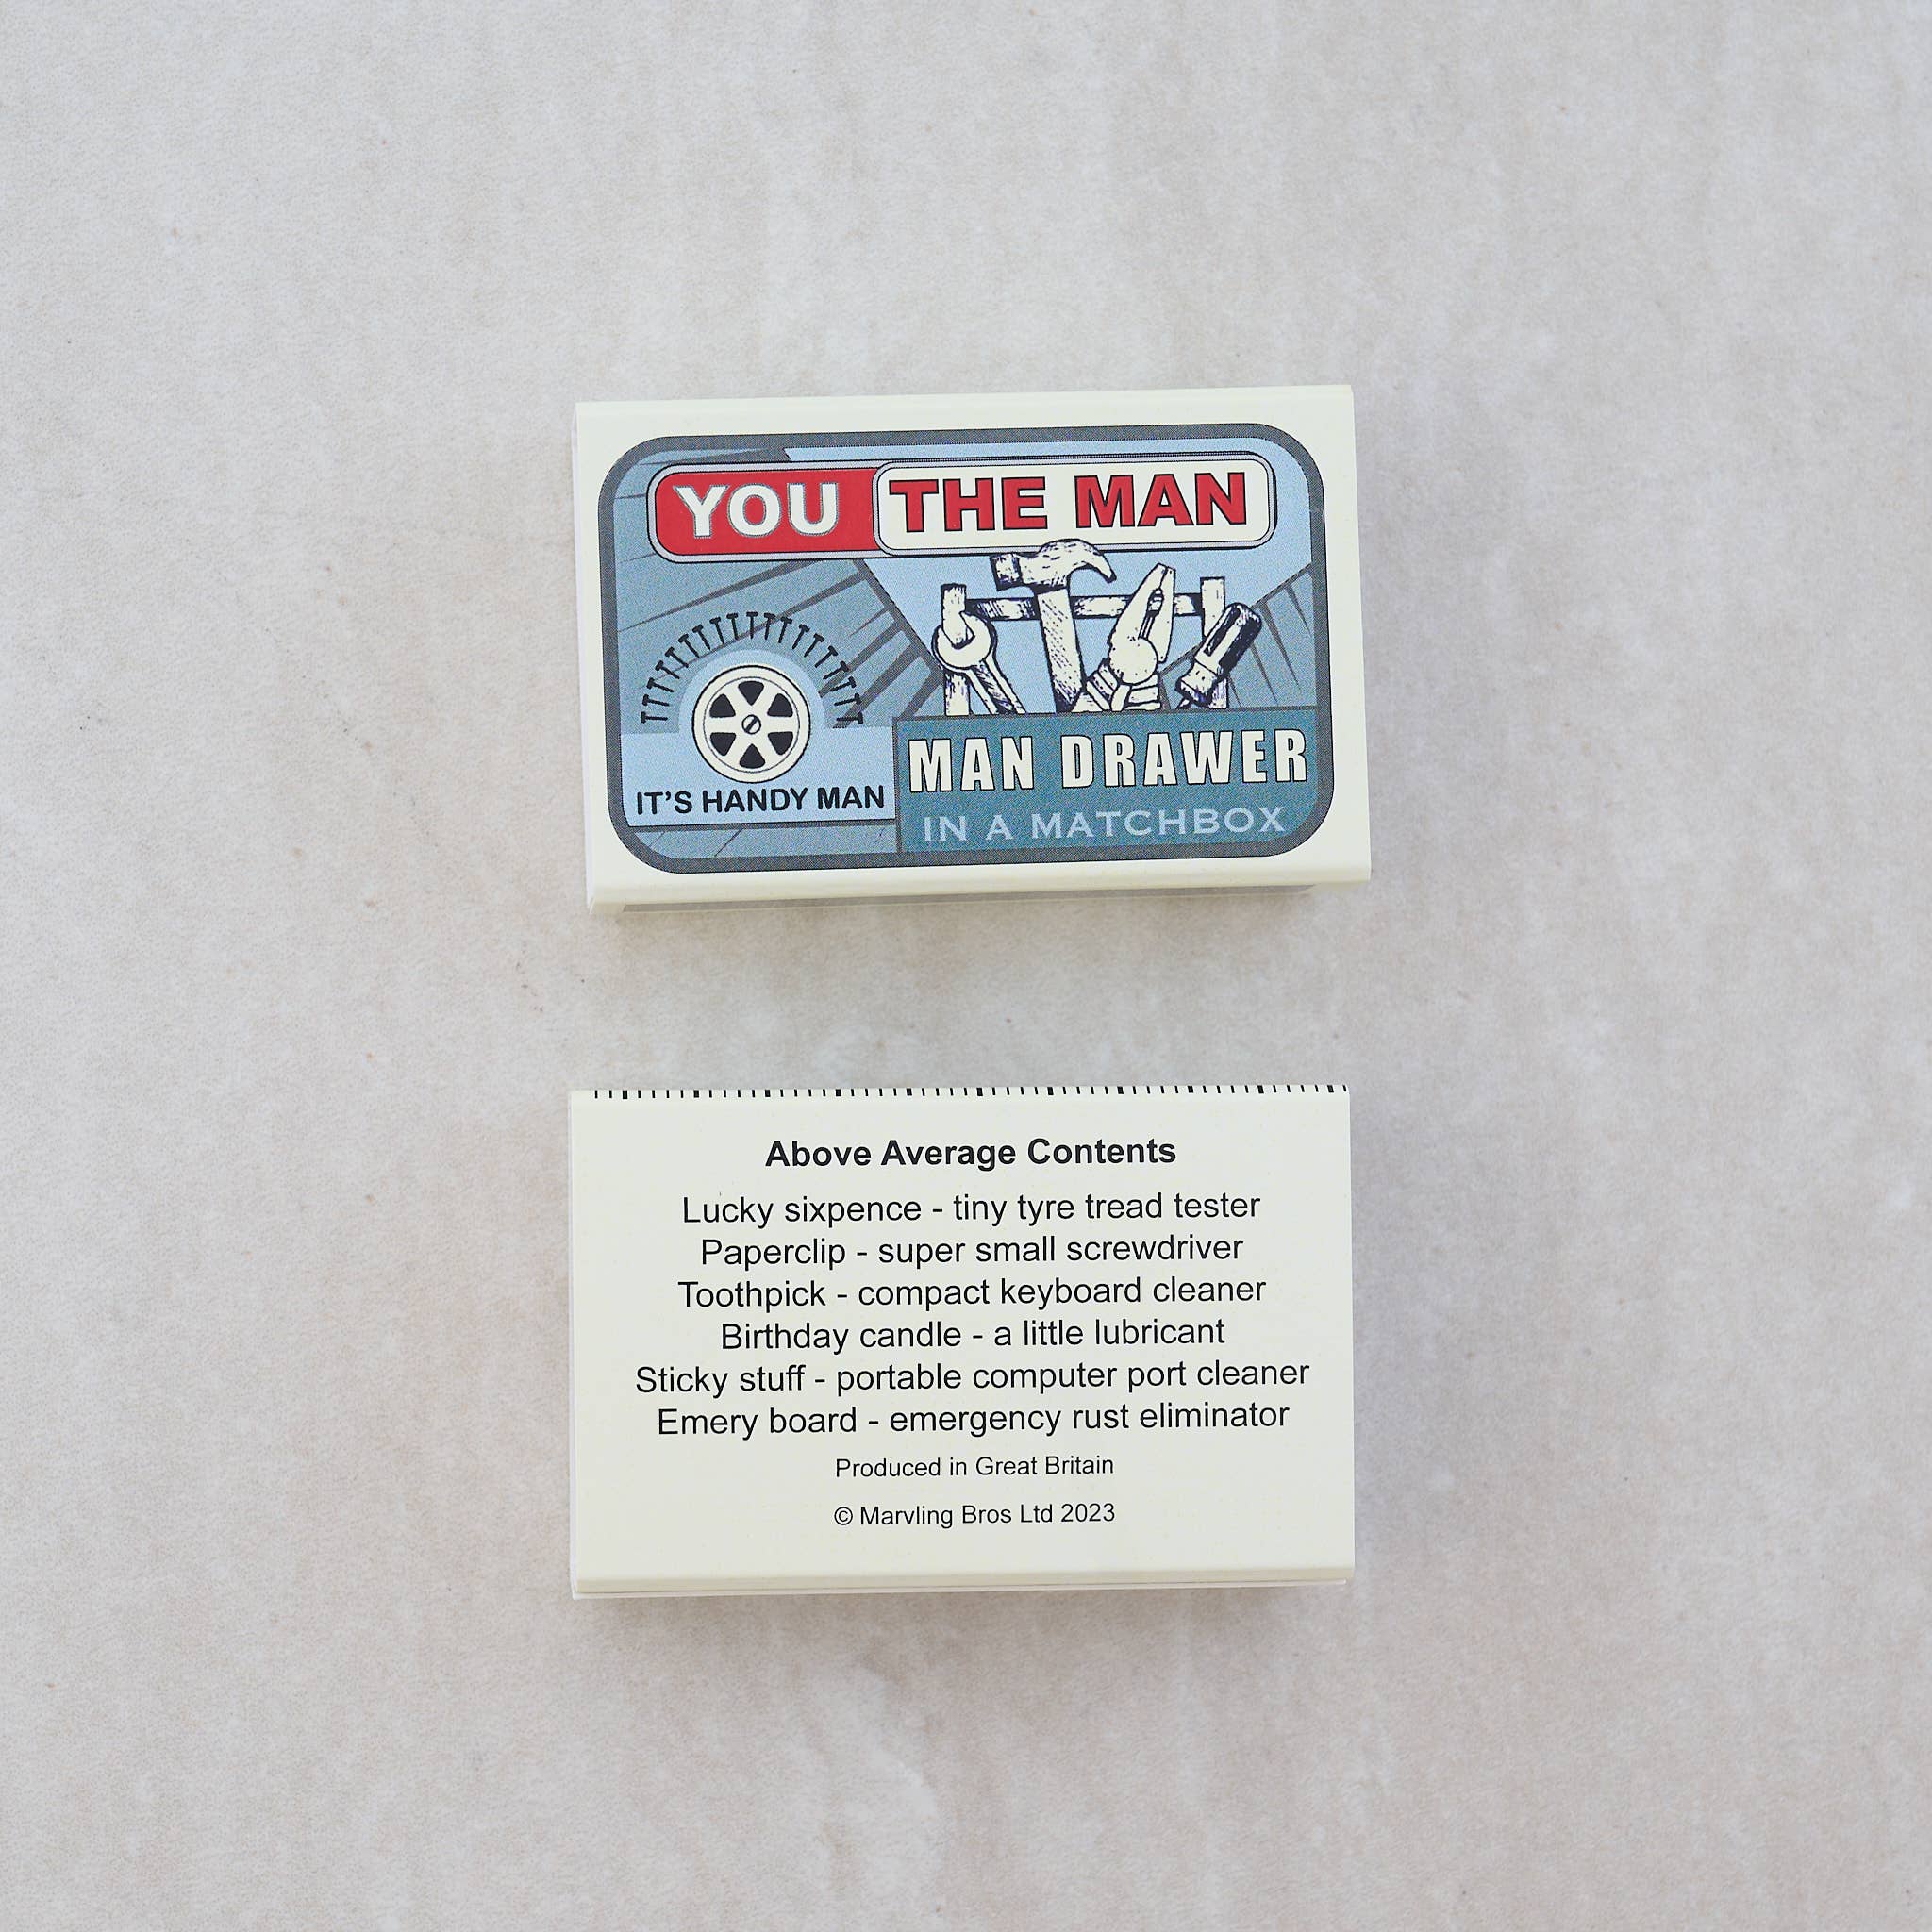 YOU THE MAN
IT'S HANDY MAN
MAN DRAWER
IN A MATCHBOX
Above Average Contents
Lucky sixpence - tiny tyre tread tester
Paperclip - super small screwdriver
Toothpick - compact keyboard cleaner
Birthday candle - a little lubricant
Sticky stuff - portable computer port cleaner
Emery board - emergency rust eliminator
Produced in Great Britain
© Marvling Bros Ltd 2023